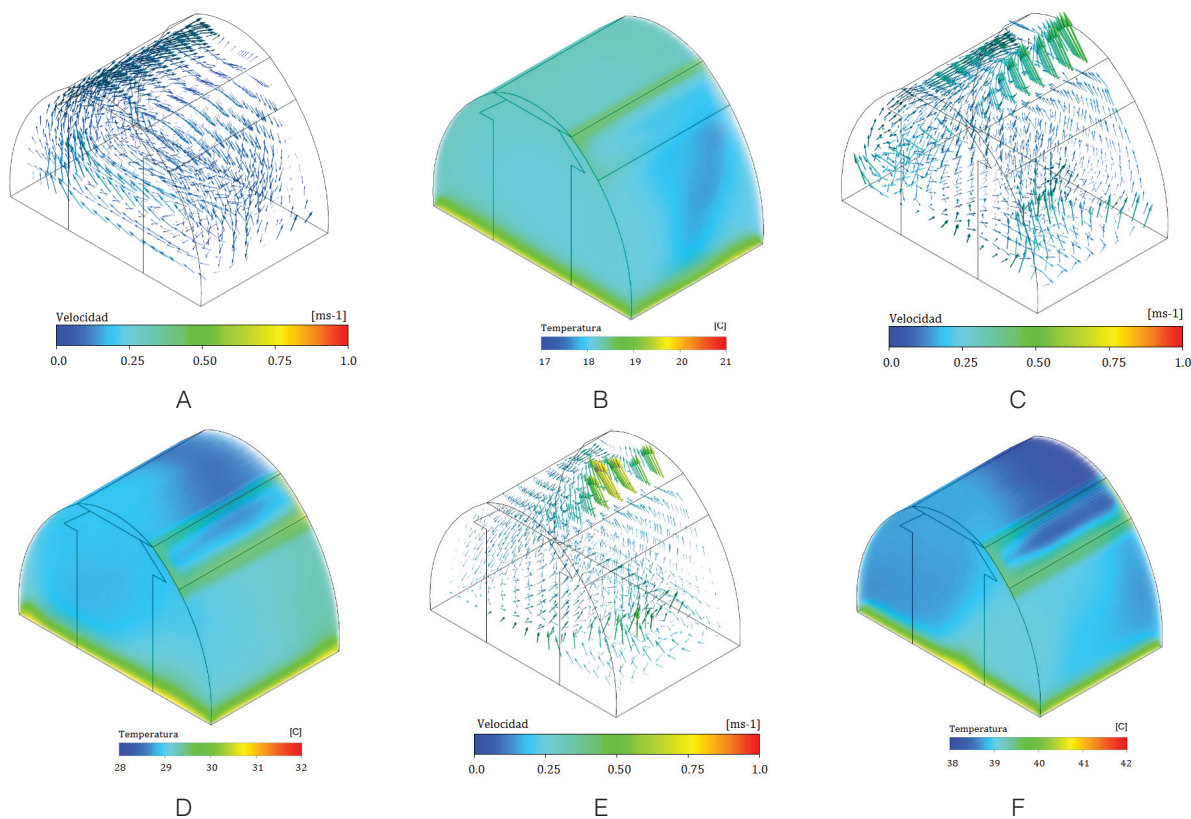 Velocidad [ms-1]
0.0 0.25 0.50 0.75 1.0
A
Temperatura [C]
17 18 19 20 21
B
Velocidad [ms-1]
0.0 0.25 0.50 0.75 1.0
C
Temperatura [C]
28 29 30 31 32
D
Velocidad [ms-1]
0.0 0.25 0.50 0.75 1.0
E
Temperatura [C]
38 39 40 41 42
F